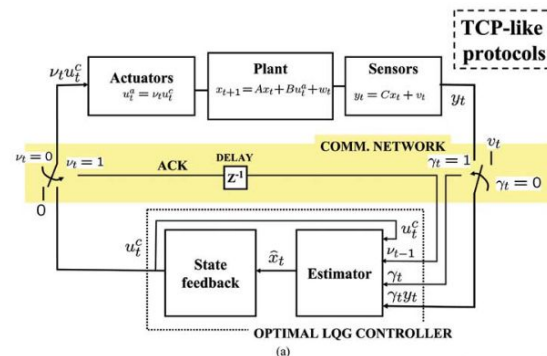 TCP-like
protocols
ν_t u_t^c
Actuators
u_t^a = ν_t u_t^c
Plant
x_{t+1} = Ax_t + Bu_t^a + w_t
Sensors
y_t = Cx_t + v_t
y_t
COMM. NETWORK
ν_t = 0
ν_t = 1
ACK
DELAY
Z^{-1}
γ_t = 1
v_t
γ_t = 0
0
u_t^c
State
feedback
x̂_t
Estimator
u_t^c
ν_{t-1}
γ_t
γ_t y_t
OPTIMAL LQG CONTROLLER
(a)